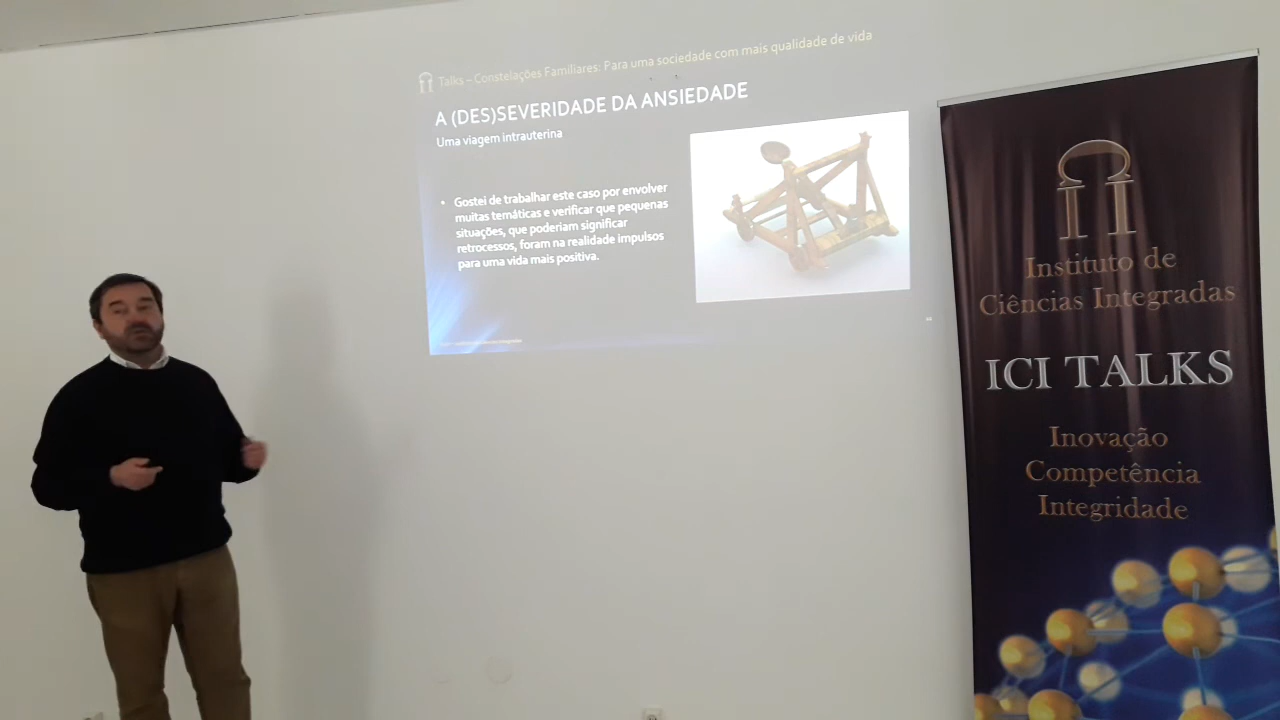 Talks – Constelações Familiares: Para uma sociedade com mais qualidade de vida
A (DES)SEVERIDADE DA ANSIEDADE
Uma viagem intrauterina
• Gostei de trabalhar este caso por envolver
muitas temáticas e verificar que pequenas
situações, que poderiam significar
retrocessos, foram na realidade impulsos
para uma vida mais positiva.
Instituto de
Ciências Integradas
ICI TALKS
Inovação
Competência
Integridade